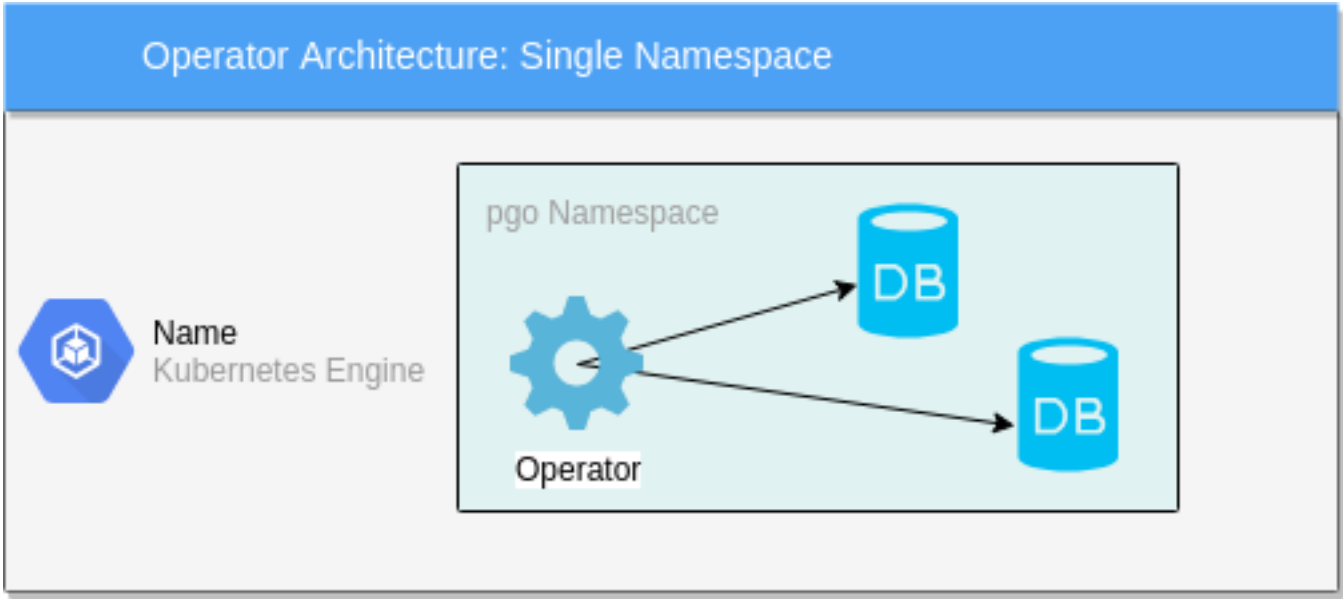 Operator Architecture: Single Namespace
pgo Namespace
DB
Name
Kubernetes Engine
DB
Operator